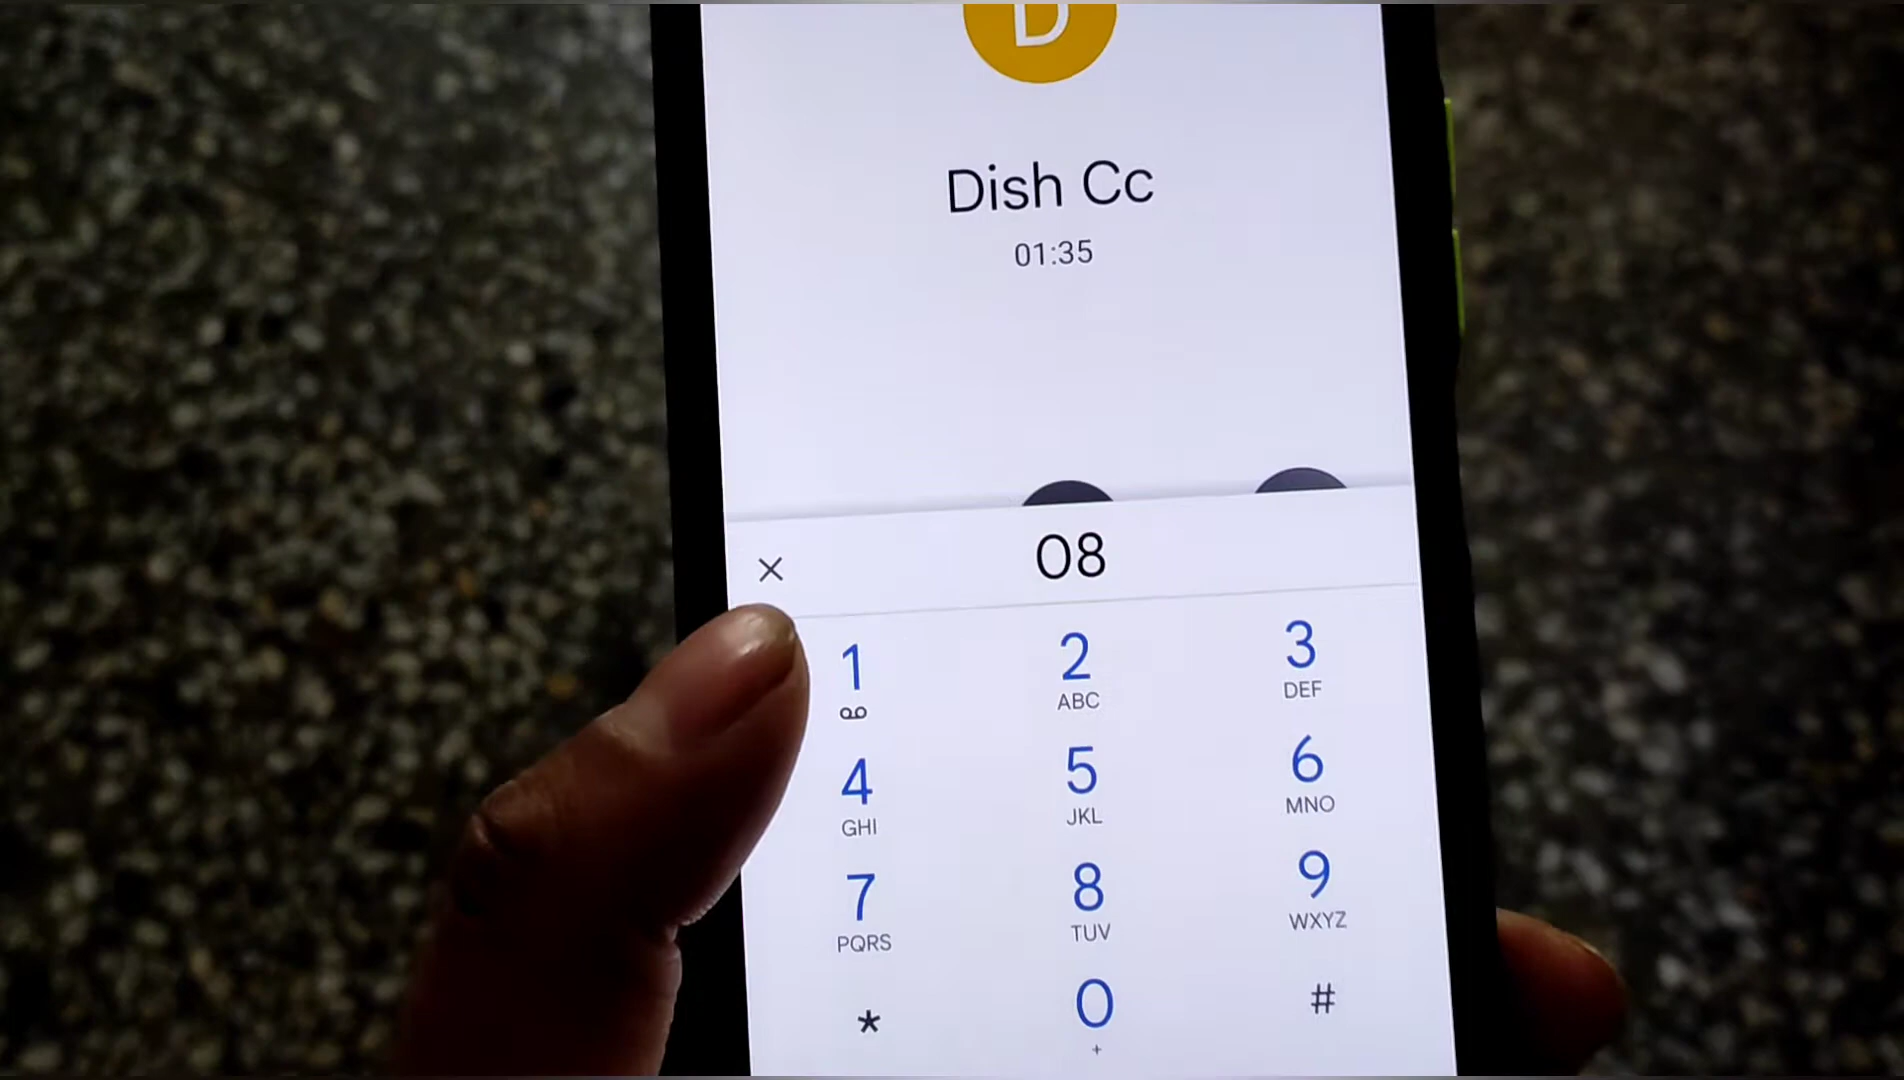 D
Dish Cc
01:35
× 08
1 2 3
ABC DEF
4 5 6
GHI JKL MNO
7 8 9
PQRS TUV WXYZ
* 0 #
+